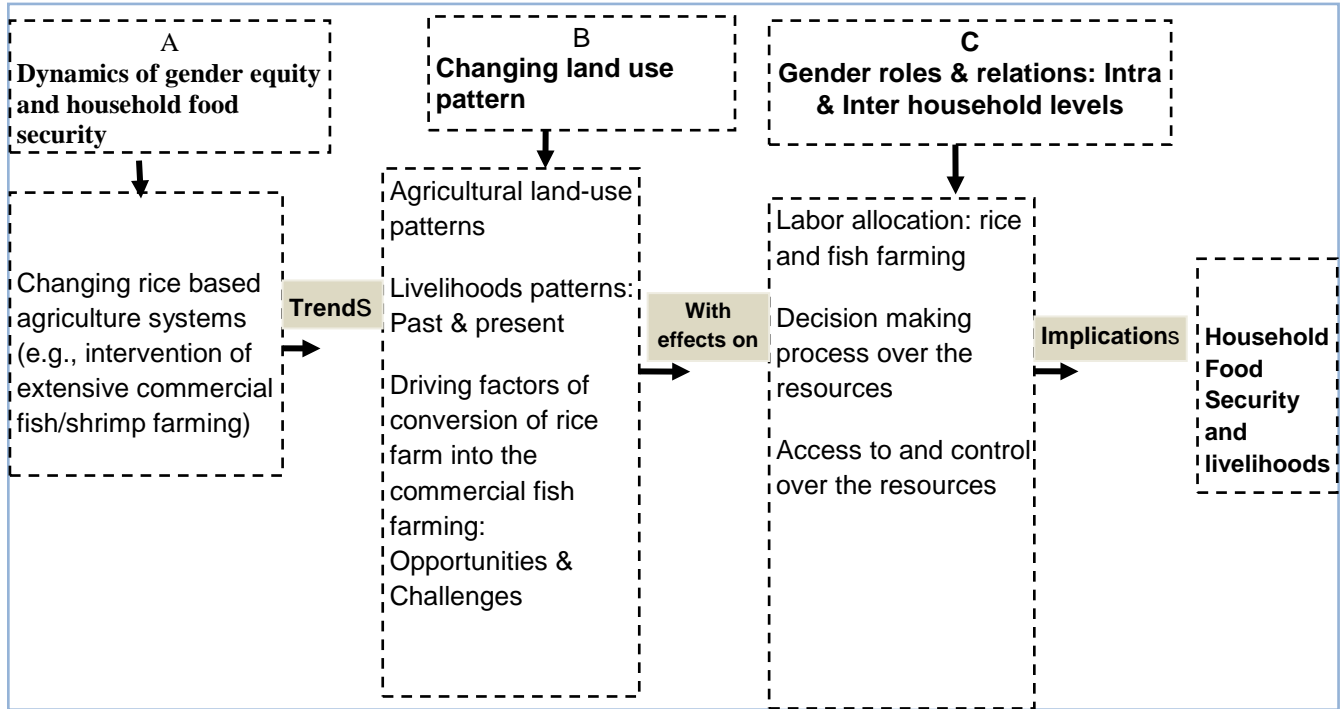 A
Dynamics of gender equity
and household food
security
B
Changing land use
pattern
C
Gender roles & relations: Intra
& Inter household levels
Changing rice based
agriculture systems
(e.g., intervention of
extensive commercial
fish/shrimp farming)
TrendS
Agricultural land-use
patterns
Livelihoods patterns:
Past & present
Driving factors of
conversion of rice
farm into the
commercial fish
farming:
Opportunities &
Challenges
With
effects on
Labor allocation: rice
and fish farming
Decision making
process over the
resources
Access to and control
over the resources
Implications
Household
Food
Security
and
livelihoods